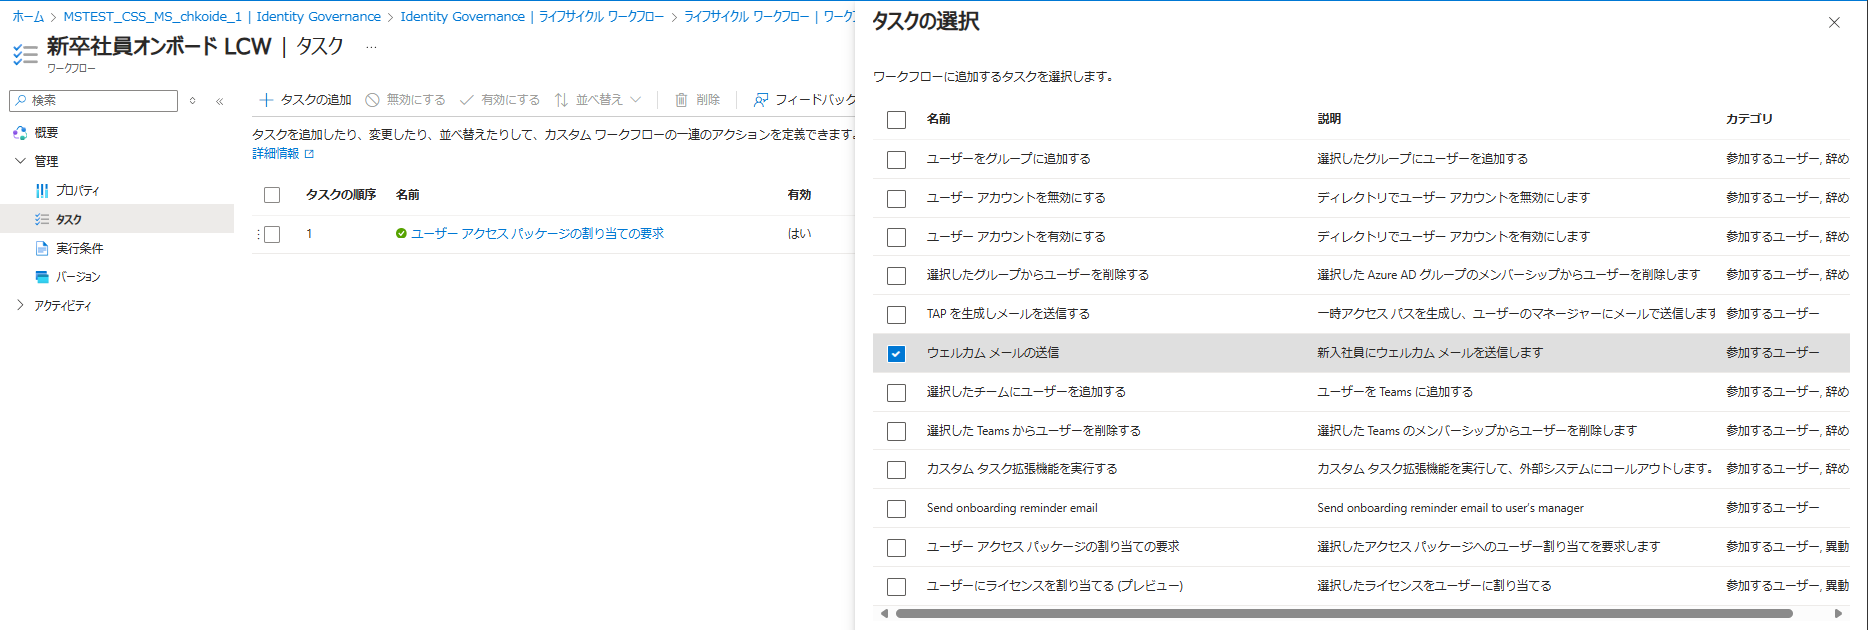 ホーム > MSTEST_CSS_MS_chkoide_1 | Identity Governance > Identity Governance | ライフサイクル ワークフロー > ライフサイクル ワークフロー | ワークフ
新卒社員オンボード LCW | タスク …
ワークフロー
検索
概要
管理
プロパティ
タスク
実行条件
バージョン
アクティビティ
タスクの追加 無効にする 有効にする 並べ替え 削除 フィードバック
タスクを追加したり、変更したり、並べ替えたりして、カスタム ワークフローの一連のアクションを定義できます。
詳細情報
タスクの順序 名前 有効
1 ユーザー アクセス パッケージの割り当ての要求 はい
タスクの選択
ワークフローに追加するタスクを選択します。
名前 説明 カテゴリ
ユーザーをグループに追加する 選択したグループにユーザーを追加する 参加するユーザー, 辞め
ユーザー アカウントを無効にする ディレクトリでユーザー アカウントを無効にします 参加するユーザー, 辞め
ユーザー アカウントを有効にする ディレクトリでユーザー アカウントを有効にします 参加するユーザー, 辞め
選択したグループからユーザーを削除する 選択した Azure AD グループのメンバーシップからユーザーを削除します 参加するユーザー, 辞め
TAP を生成しメールを送信する 一時アクセス パスを生成し、ユーザーのマネージャーにメールで送信します 参加するユーザー
ウェルカム メールの送信 新入社員にウェルカム メールを送信します 参加するユーザー
選択したチームにユーザーを追加する ユーザーを Teams に追加する 参加するユーザー, 辞め
選択した Teams からユーザーを削除する 選択した Teams のメンバーシップからユーザーを削除します 参加するユーザー, 辞め
カスタム タスク拡張機能を実行する カスタム タスク拡張機能を実行して、外部システムにコールアウトします。 参加するユーザー, 辞め
Send onboarding reminder email Send onboarding reminder email to user's manager 参加するユーザー
ユーザー アクセス パッケージの割り当ての要求 選択したアクセス パッケージへのユーザー割り当てを要求します 参加するユーザー, 異動
ユーザーにライセンスを割り当てる (プレビュー) 選択したライセンスをユーザーに割り当てる 参加するユーザー, 異動